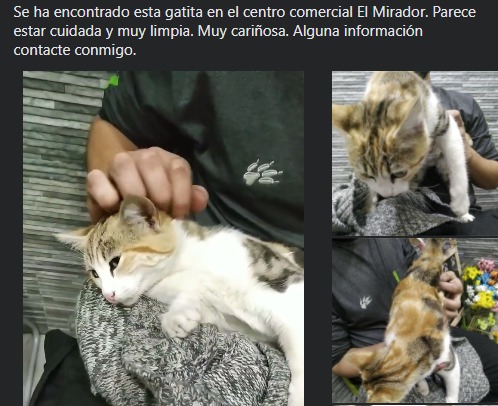 Se ha encontrado esta gatita en el centro comercial El Mirador. Parece
estar cuidada y muy limpia. Muy cariñosa. Alguna información
contacte conmigo.